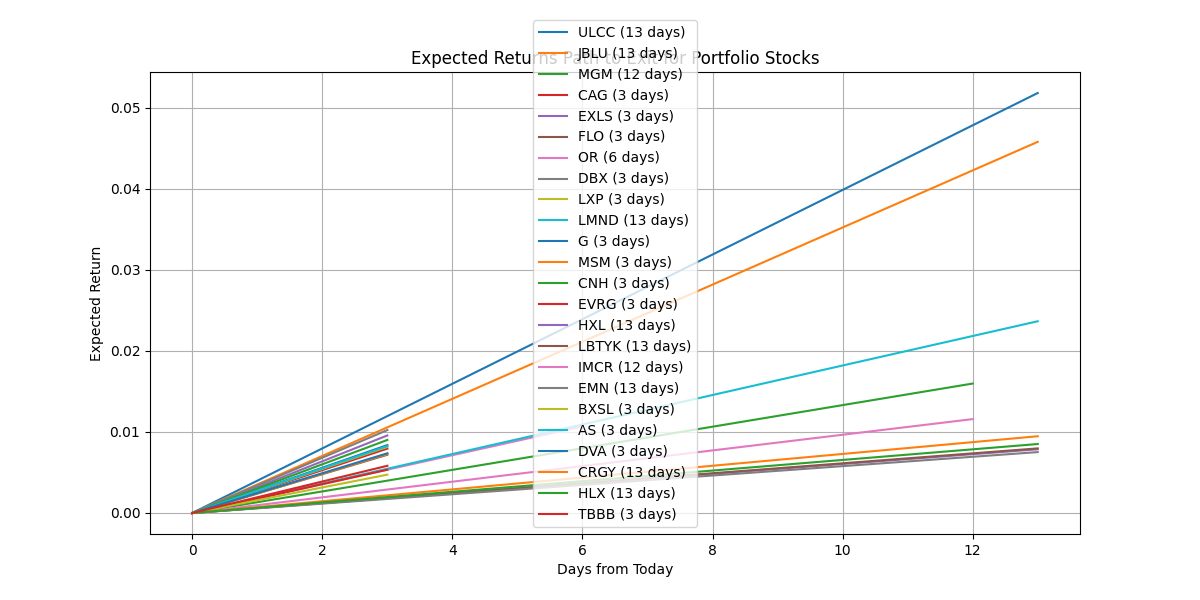 Expected Returns Path to Exit for Portfolio Stocks
ULCC (13 days)
JBLU (13 days)
MGM (12 days)
CAG (3 days)
EXLS (3 days)
FLO (3 days)
OR (6 days)
DBX (3 days)
LXP (3 days)
LMND (13 days)
G (3 days)
MSM (3 days)
CNH (3 days)
EVRG (3 days)
HXL (13 days)
LBTYK (13 days)
IMCR (12 days)
EMN (13 days)
BXSL (3 days)
AS (3 days)
DVA (3 days)
CRGY (13 days)
HLX (13 days)
TBBB (3 days)
Expected Return
0.05
0.04
0.03
0.02
0.01
0.00
0 2 4 6 8 10 12
Days from Today